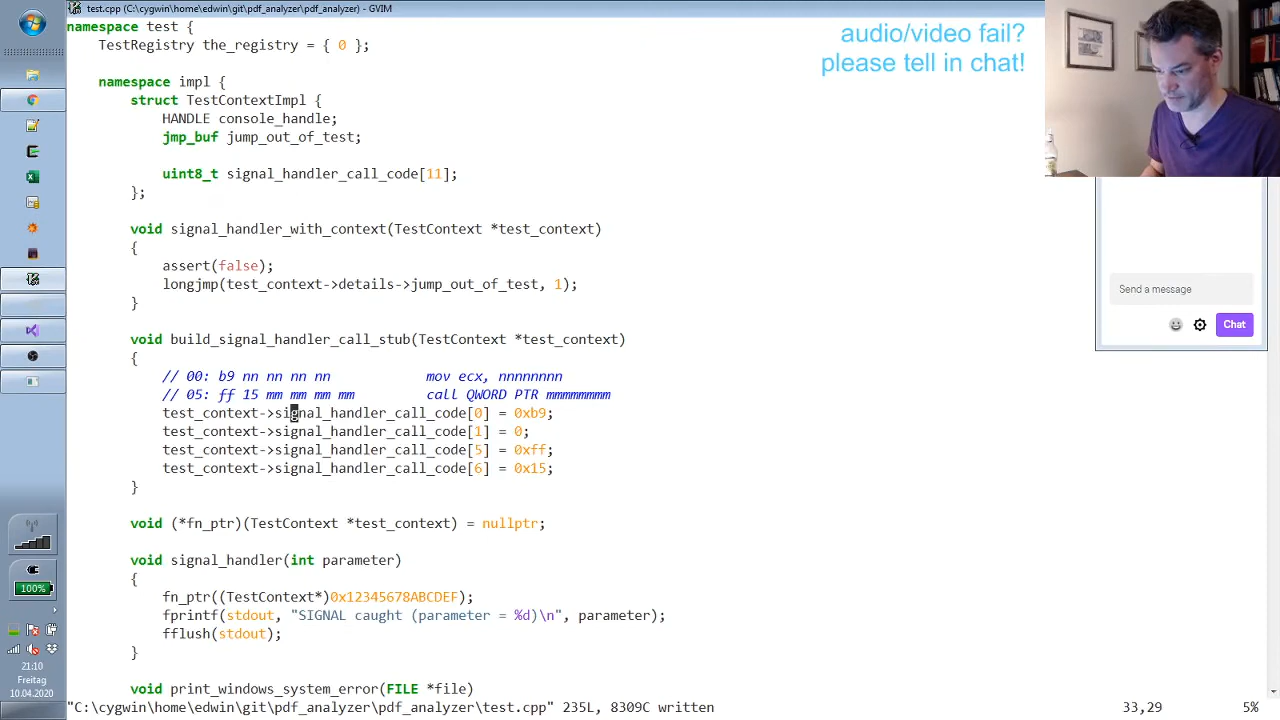 test.cpp (C:\cygwin\home\edwin\git\pdf_analyzer\pdf_analyzer) - GVIM
namespace test {
    TestRegistry the_registry = { 0 };
    namespace impl {
        struct TestContextImpl {
            HANDLE console_handle;
            jmp_buf jump_out_of_test;
            uint8_t signal_handler_call_code[11];
        };
        void signal_handler_with_context(TestContext *test_context)
        {
            assert(false);
            longjmp(test_context->details->jump_out_of_test, 1);
        }
        void build_signal_handler_call_stub(TestContext *test_context)
        {
            // 00: b9 nn nn nn nn            mov ecx, nnnnnnnn
            // 05: ff 15 mm mm mm mm         call QWORD PTR mmmmmmmm
            test_context->signal_handler_call_code[0] = 0xb9;
            test_context->signal_handler_call_code[1] = 0;
            test_context->signal_handler_call_code[5] = 0xff;
            test_context->signal_handler_call_code[6] = 0x15;
        }
        void (*fn_ptr)(TestContext *test_context) = nullptr;
        void signal_handler(int parameter)
        {
            fn_ptr((TestContext*)0x12345678ABCDEF);
            fprintf(stdout, "SIGNAL caught (parameter = %d)\n", parameter);
            fflush(stdout);
        }
        void print_windows_system_error(FILE *file)
"C:\cygwin\home\edwin\git\pdf_analyzer\pdf_analyzer\test.cpp" 235L, 8309C written
33,29
5%
audio/video fail?
please tell in chat!
Send a message
Chat
100%
21:10
Freitag
10.04.2020